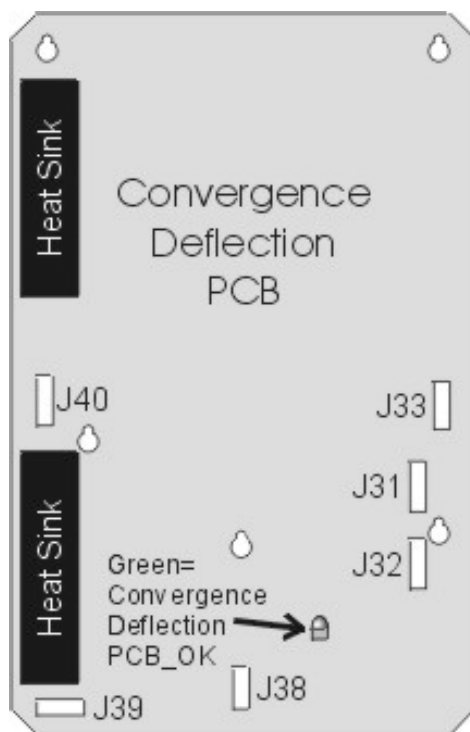 Heat Sink
Convergence
Deflection
PCB
J40
J33
J31
Heat Sink
J32
Green=
Convergence
Deflection
PCB_OK
J38
J39